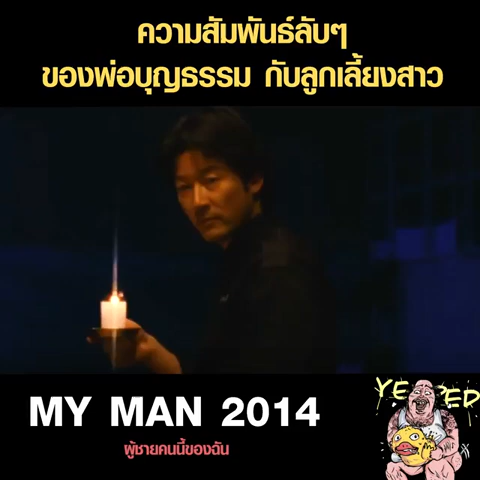 ความสัมพันธ์ลับๆ
ของพ่อบุญธรรม กับลูกเลี้ยงสาว
MY MAN 2014
ผู้ชายคนนี้ของฉัน